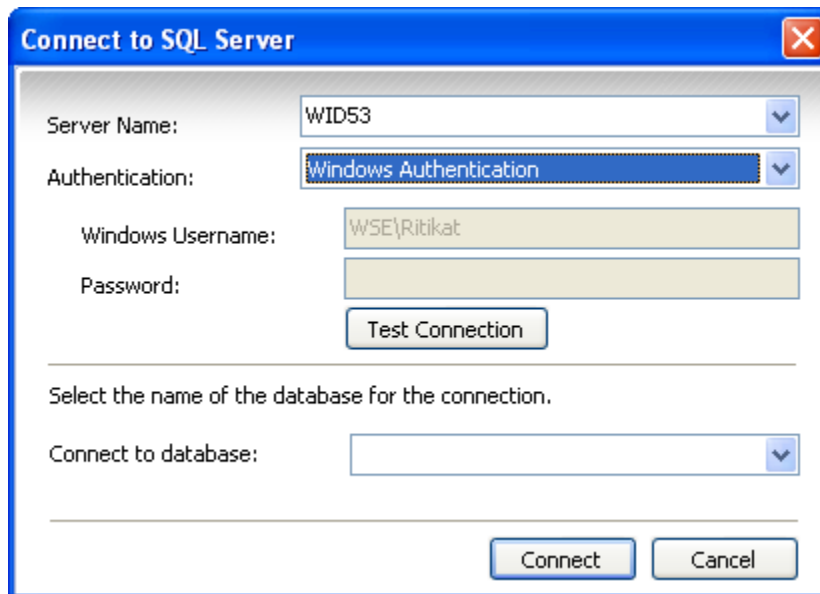 Connect to SQL Server
Server Name: WID53
Authentication: Windows Authentication
Windows Username: WSE\Ritikat
Password:
Test Connection
Select the name of the database for the connection.
Connect to database:
Connect Cancel